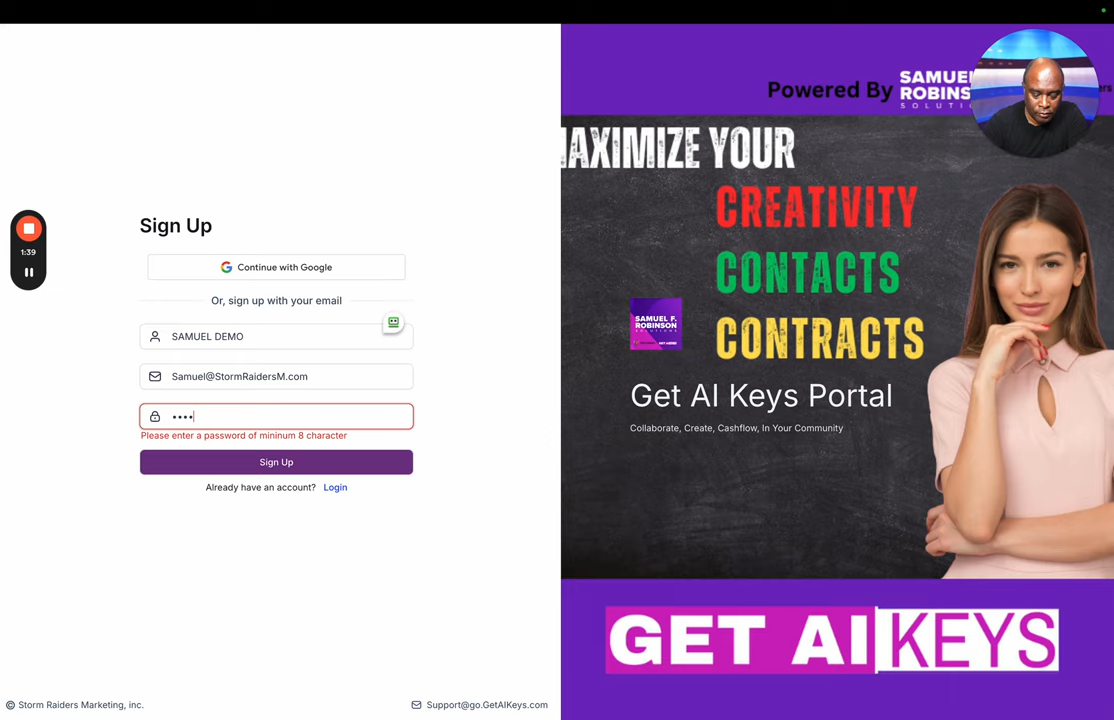 1:39
Sign Up
Continue with Google
Or, sign up with your email
SAMUEL DEMO
Samuel@StormRaidersM.com
••••
Please enter a password of mininum 8 character
Sign Up
Already have an account? Login
© Storm Raiders Marketing, inc.
Support@go.GetAIKeys.com
Powered By
SAMUEL
ROBINS
SOLUTI
AXIMIZE YOUR
CREATIVITY
CONTACTS
CONTRACTS
SAMUEL F.
ROBINSON
SOLUTIONS
Get AI Keys Portal
Collaborate, Create, Cashflow, In Your Community
GET AI KEYS